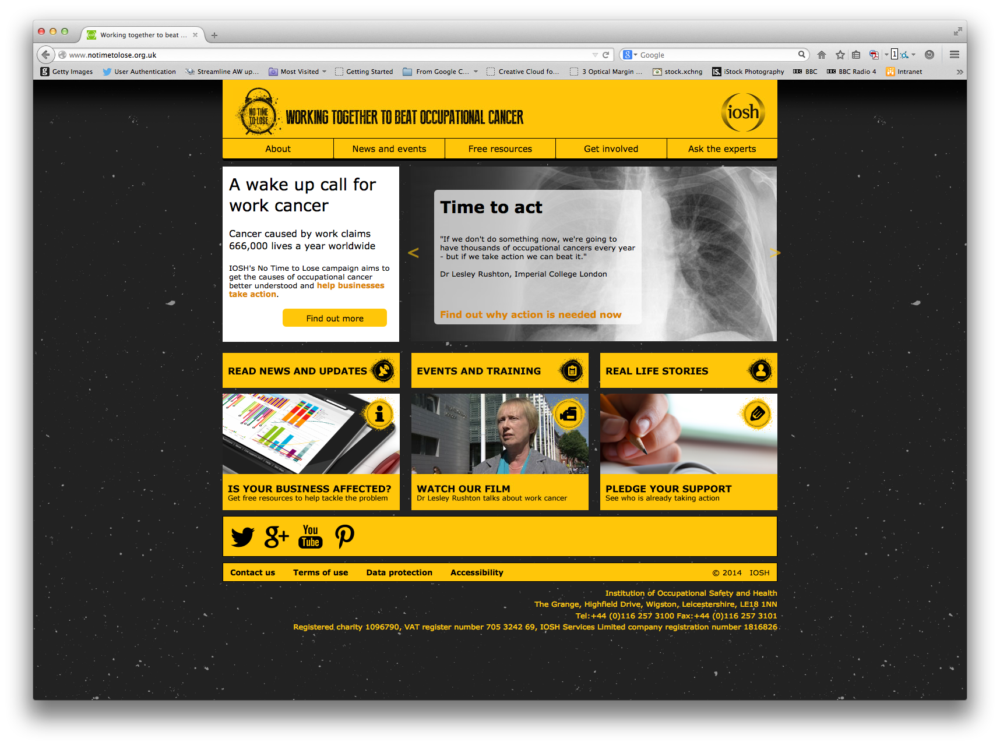 Working together to beat ...
www.notimetolose.org.uk
Google
Getty Images
User Authentication
Streamline AW up...
Most Visited
Getting Started
From Google C...
Creative Cloud fo...
3 Optical Margin ...
stock.xchng
iStock Photography
BBC
BBC Radio 4
Intranet
NO TIME
TO LOSE
WORKING TOGETHER TO BEAT OCCUPATIONAL CANCER
iosh
About
News and events
Free resources
Get involved
Ask the experts
A wake up call for
work cancer
Cancer caused by work claims
666,000 lives a year worldwide
IOSH's No Time to Lose campaign aims to
get the causes of occupational cancer
better understood and help businesses
take action.
Find out more
<
Time to act
"If we don't do something now, we're going to
have thousands of occupational cancers every year
- but if we take action we can beat it."
Dr Lesley Rushton, Imperial College London
Find out why action is needed now
>
READ NEWS AND UPDATES
EVENTS AND TRAINING
REAL LIFE STORIES
IS YOUR BUSINESS AFFECTED?
Get free resources to help tackle the problem
WATCH OUR FILM
Dr Lesley Rushton talks about work cancer
PLEDGE YOUR SUPPORT
See who is already taking action
g+
You
Tube
Contact us
Terms of use
Data protection
Accessibility
© 2014 IOSH
Institution of Occupational Safety and Health
The Grange, Highfield Drive, Wigston, Leicestershire, LE18 1NN
Tel:+44 (0)116 257 3100 Fax:+44 (0)116 257 3101
Registered charity 1096790, VAT register number 705 3242 69, IOSH Services Limited company registration number 1816826